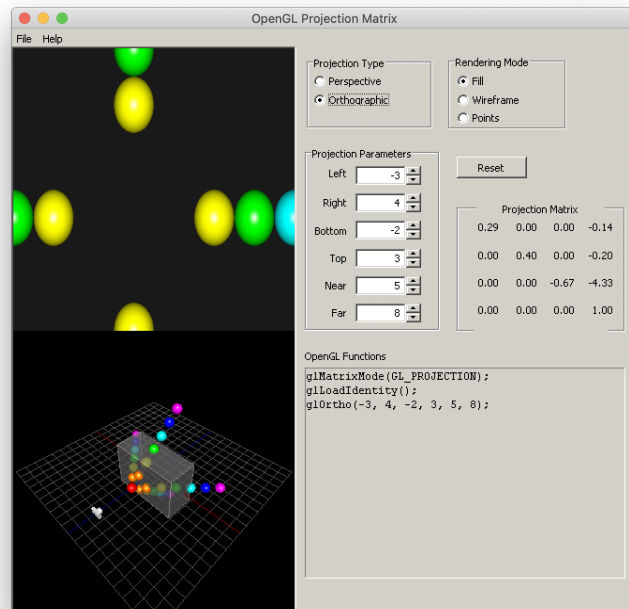 OpenGL Projection Matrix
File Help
Projection Type
Perspective
Orthographic
Rendering Mode
Fill
Wireframe
Points
Projection Parameters
Left -3
Right 4
Bottom -2
Top 3
Near 5
Far 8
Reset
Projection Matrix
0.29 0.00 0.00 -0.14
0.00 0.40 0.00 -0.20
0.00 0.00 -0.67 -4.33
0.00 0.00 0.00 1.00
OpenGL Functions
glMatrixMode(GL_PROJECTION);
glLoadIdentity();
glOrtho(-3, 4, -2, 3, 5, 8);